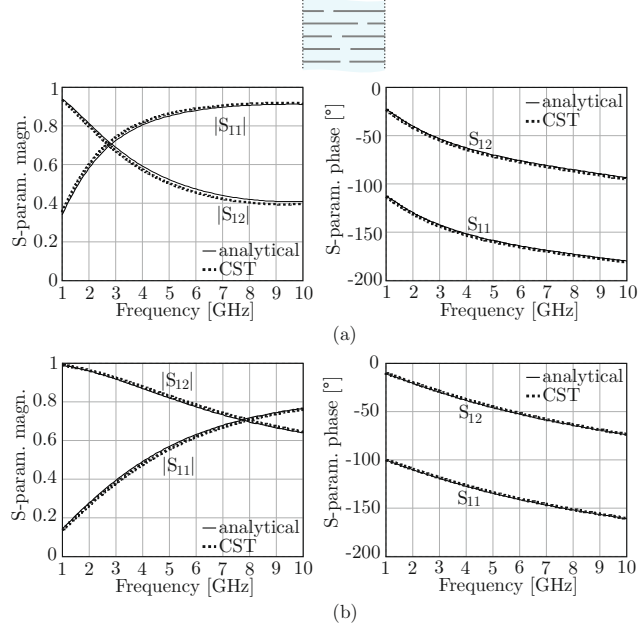 1
0.8
0.6
0.4
0.2
0
S-param. magn.
|S11|
|S12|
analytical
CST
1 2 3 4 5 6 7 8 9 10
Frequency [GHz]
0
-50
-100
-150
-200
S-param. phase [°]
analytical
CST
S12
S11
1 2 3 4 5 6 7 8 9 10
Frequency [GHz]
(a)
1
0.8
0.6
0.4
0.2
0
S-param. magn.
|S12|
|S11|
analytical
CST
1 2 3 4 5 6 7 8 9 10
Frequency [GHz]
0
-50
-100
-150
-200
S-param. phase [°]
analytical
CST
S12
S11
1 2 3 4 5 6 7 8 9 10
Frequency [GHz]
(b)